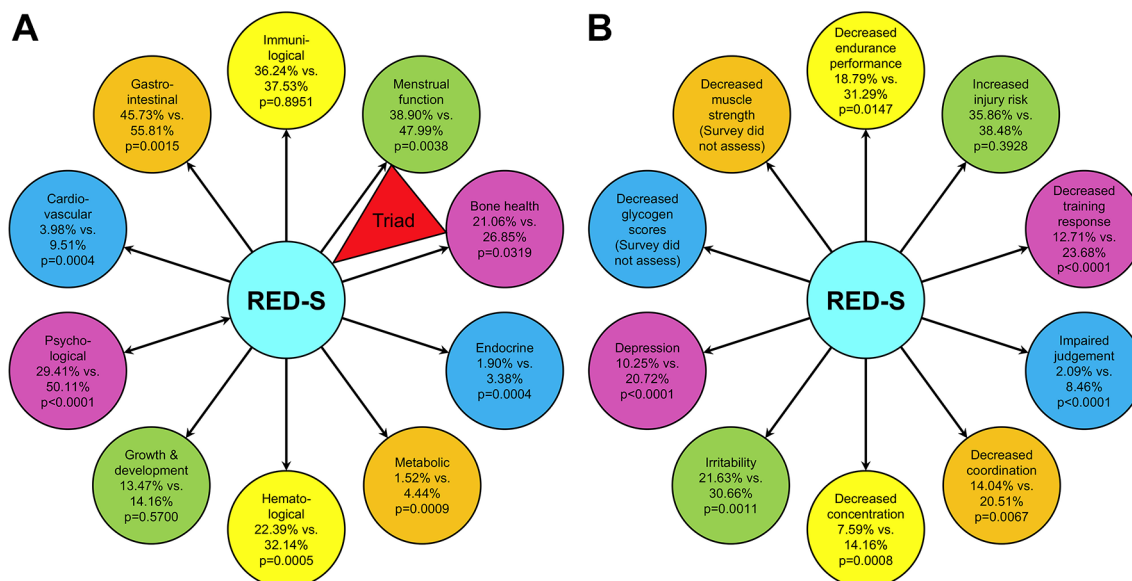 A
Immuni-
logical
36.24% vs.
37.53%
p=0.8951
Menstrual
function
38.90% vs.
47.99%
p=0.0038
Bone health
21.06% vs.
26.85%
p=0.0319
Endocrine
1.90% vs.
3.38%
p=0.0004
Metabolic
1.52% vs.
4.44%
p=0.0009
Hemato-
logical
22.39% vs.
32.14%
p=0.0005
Growth &
development
13.47% vs.
14.16%
p=0.5700
Psycho-
logical
29.41% vs.
50.11%
p<0.0001
Cardio-
vascular
3.98% vs.
9.51%
p=0.0004
Gastro-
intestinal
45.73% vs.
55.81%
p=0.0015
Triad
RED-S
B
Decreased
endurance
performance
18.79% vs.
31.29%
p=0.0147
Increased
injury risk
35.86% vs.
38.48%
p=0.3928
Decreased
training
response
12.71% vs.
23.68%
p<0.0001
Impaired
judgement
2.09% vs.
8.46%
p<0.0001
Decreased
coordination
14.04% vs.
20.51%
p=0.0067
Decreased
concentration
7.59% vs.
14.16%
p=0.0008
Irritability
21.63% vs.
30.66%
p=0.0011
Depression
10.25% vs.
20.72%
p<0.0001
Decreased
glycogen
scores
(Survey did
not assess)
Decreased
muscle
strength
(Survey did
not assess)
RED-S